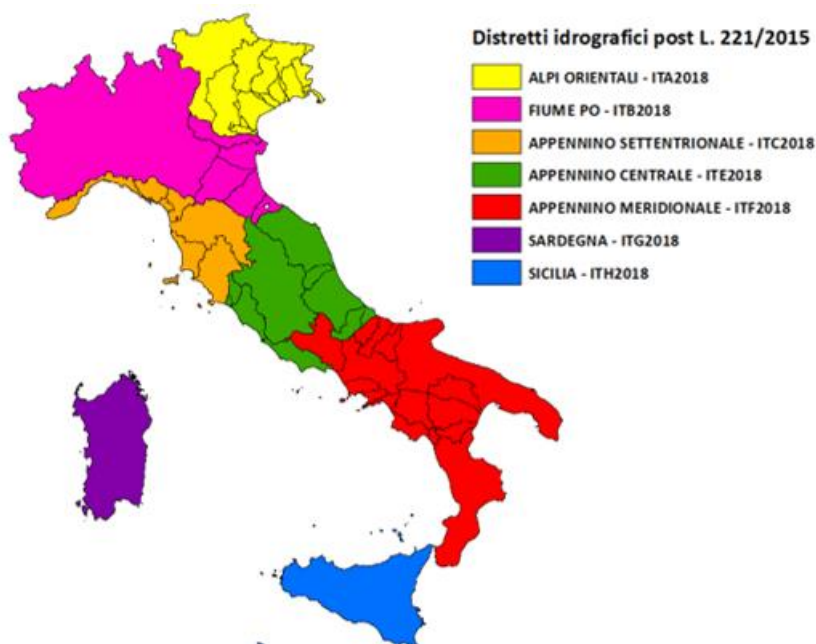 Distretti idrografici post L. 221/2015
ALPI ORIENTALI - ITA2018
FIUME PO - ITB2018
APPENNINO SETTENTRIONALE - ITC2018
APPENNINO CENTRALE - ITE2018
APPENNINO MERIDIONALE - ITF2018
SARDEGNA - ITG2018
SICILIA - ITH2018